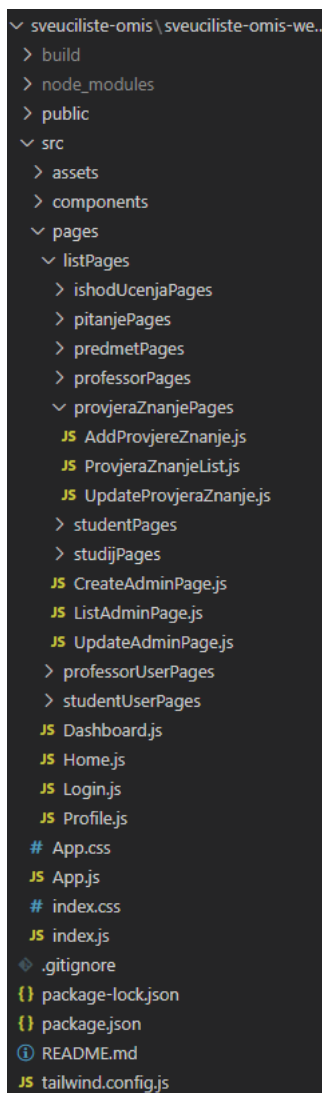 sveuciliste-omis\sveuciliste-omis-we...
build
node_modules
public
src
assets
components
pages
listPages
ishodUcenjaPages
pitanjePages
predmetPages
professorPages
provjeraZnanjePages
JS AddProvjereZnanje.js
JS ProvjeraZnanjeList.js
JS UpdateProvjeraZnanje.js
studentPages
studijPages
JS CreateAdminPage.js
JS ListAdminPage.js
JS UpdateAdminPage.js
professorUserPages
studentUserPages
JS Dashboard.js
JS Home.js
JS Login.js
JS Profile.js
# App.css
JS App.js
# index.css
JS index.js
.gitignore
{} package-lock.json
{} package.json
README.md
JS tailwind.config.js